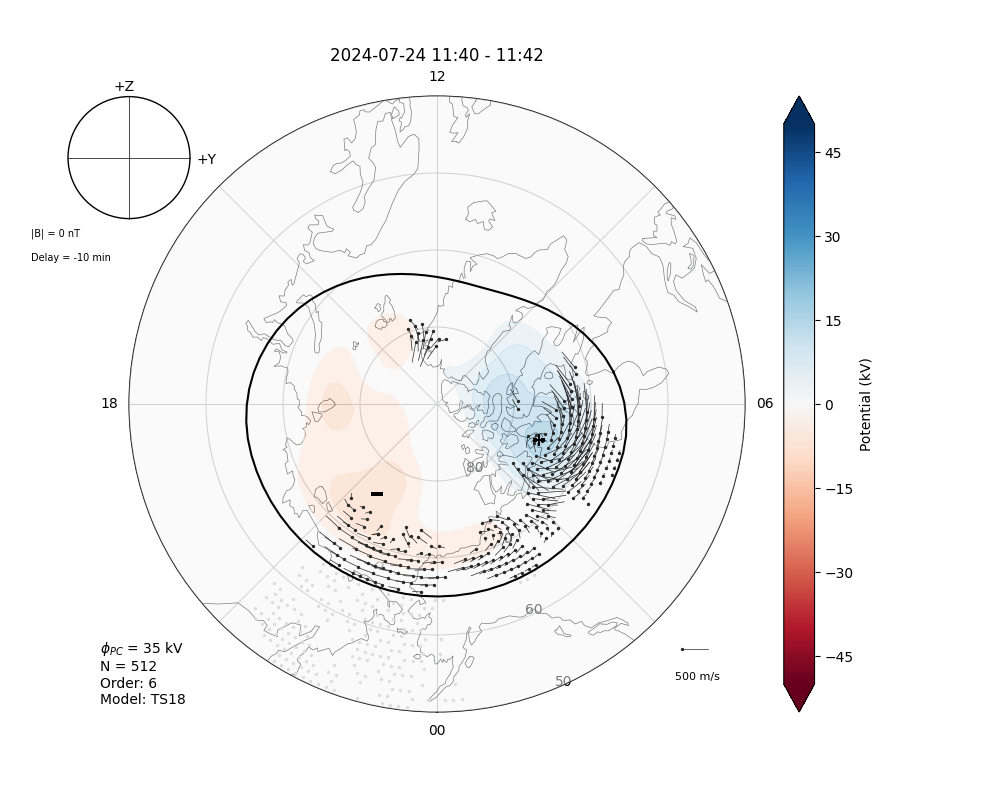 2024-07-24 11:40 - 11:42
12
+Z
+Y
|B| = 0 nT
Delay = -10 min
18
06
80
60
50
00
ϕPC = 35 kV
N = 512
Order: 6
Model: TS18
500 m/s
45
30
15
0
−15
−30
−45
Potential (kV)